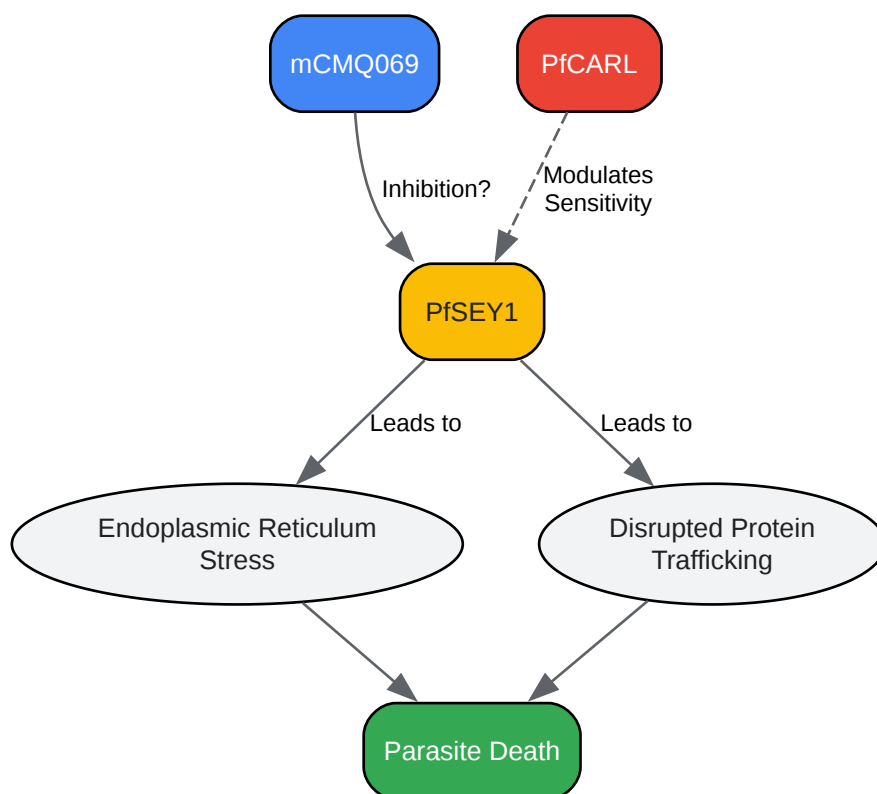 mCMQ069
PfCARL
Inhibition?
Modulates
Sensitivity
PfSEY1
Leads to
Leads to
Endoplasmic Reticulum
Stress
Disrupted Protein
Trafficking
Parasite Death